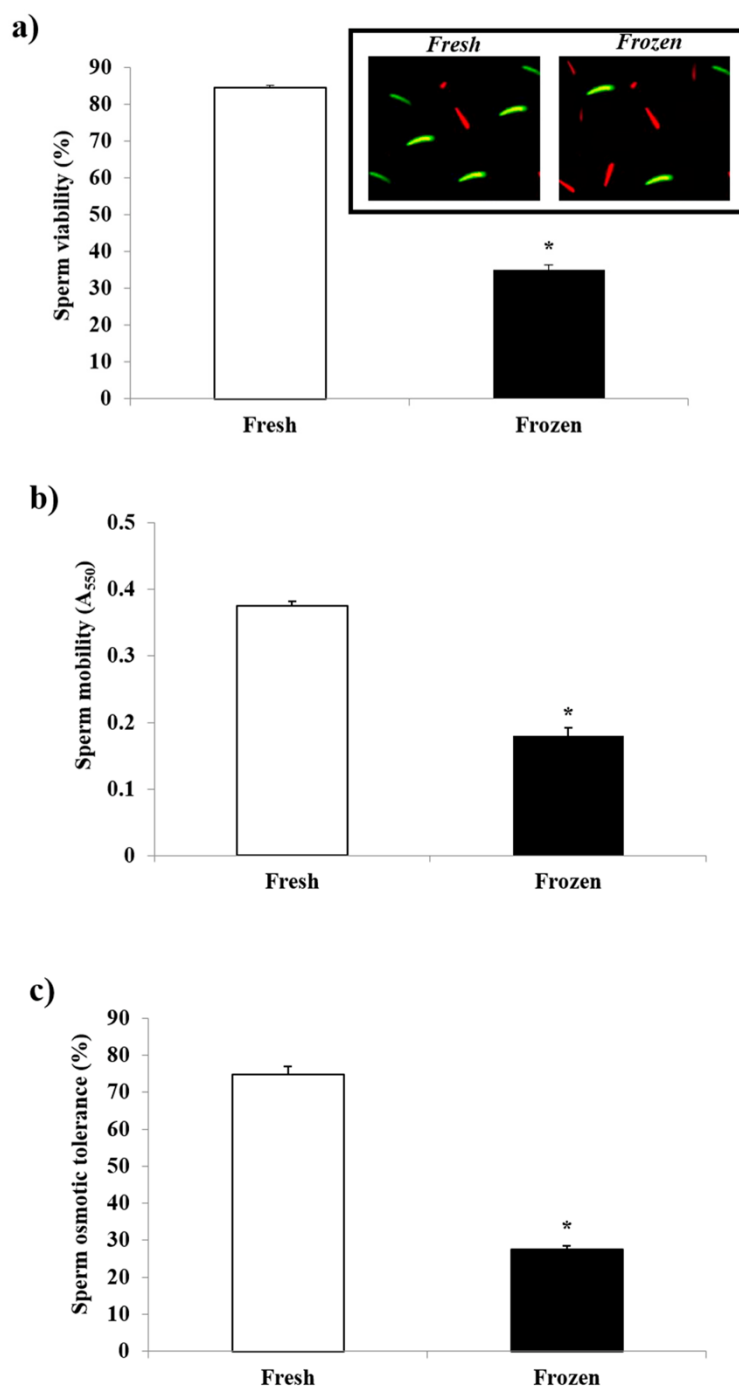 a)
Fresh Frozen
Sperm viability (%)
90
80
70
60
50
40
30
20
10
0
*
Fresh Frozen
b)
Sperm mobility (A550)
0.5
0.4
0.3
0.2
0.1
0
*
Fresh Frozen
c)
Sperm osmotic tolerance (%)
90
80
70
60
50
40
30
20
10
0
*
Fresh Frozen